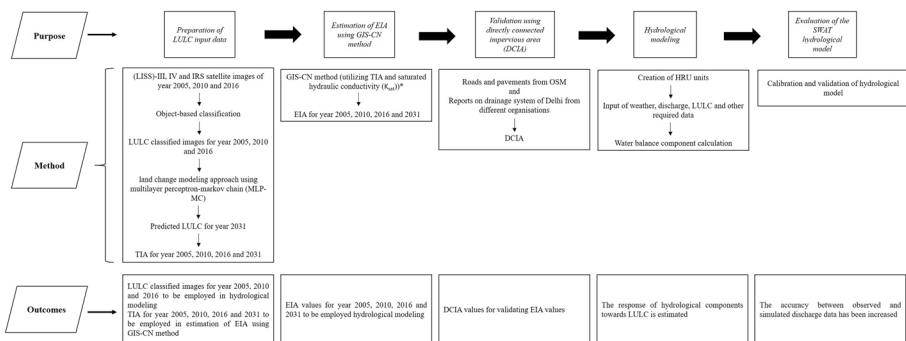 Purpose
Preparation of
LULC input data
Estimation of EIA
using GIS-CN
method
Validation using
directly connected
impervious area
(DCIA)
Hydrological
modeling
Evaluation of the
SWAT
hydrological
model
Method
(LISS)-III, IV and IRS satellite images of
year 2005, 2010 and 2016
Object-based classification
LULC classified images for year 2005, 2010
and 2016
land change modeling approach using
multilayer perceptron-markov chain (MLP-
MC)
Predicted LULC for year 2031
TIA for year 2005, 2010, 2016 and 2031
GIS-CN method (utilizing TIA and saturated
hydraulic conductivity (Ksat))*
EIA for year 2005, 2010, 2016 and 2031
Roads and pavements from OSM
and
Reports on drainage system of Delhi from
different organisations
DCIA
Creation of HRU units
Input of weather, discharge, LULC and other
required data
Water balance component calculation
Calibration and validation of hydrological
model
Outcomes
LULC classified images for year 2005, 2010
and 2016 to be employed in hydrological
modeling
TIA for year 2005, 2010, 2016 and 2031 to
be employed in estimation of EIA using
GIS-CN method
EIA values for year 2005, 2010, 2016 and
2031 to be employed hydrological modeling
DCIA values for validating EIA values
The response of hydrological components
towards LULC is estimated
The accuracy between observed and
simulated discharge data has been increased